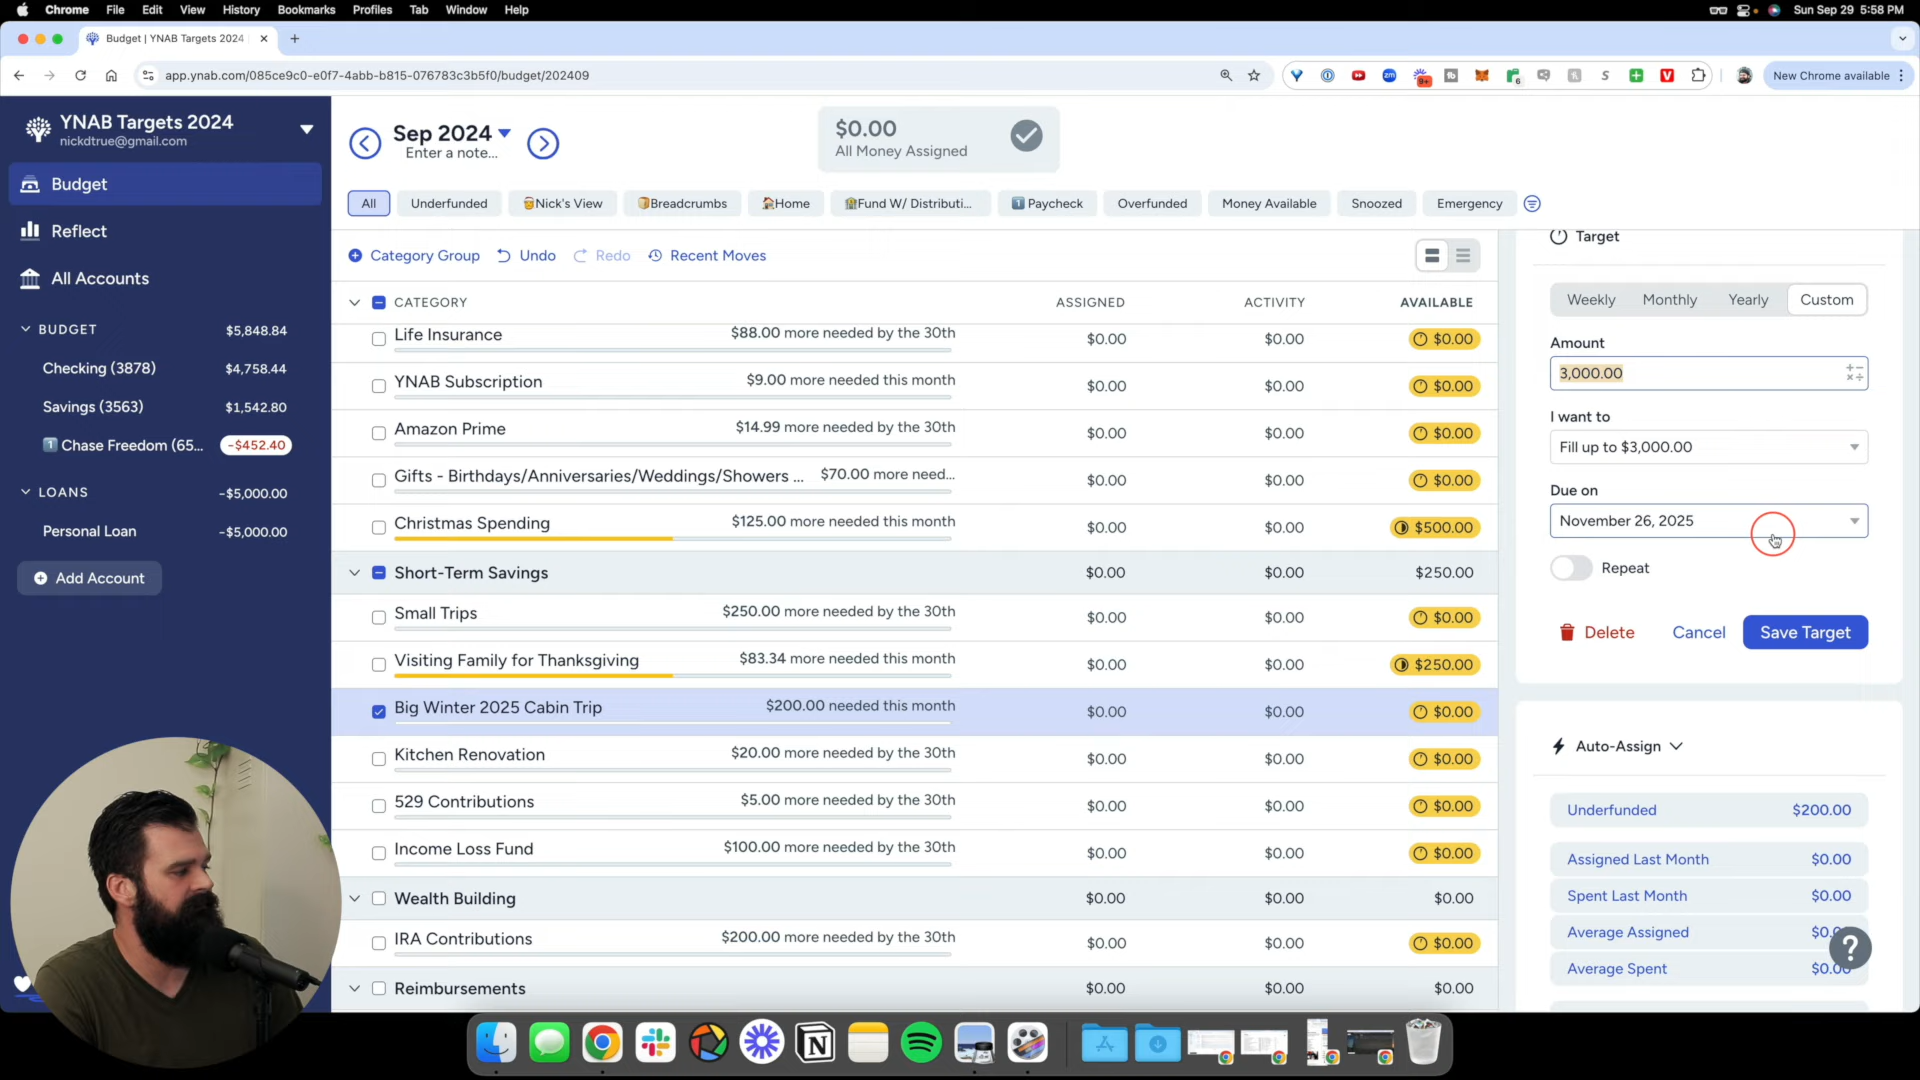 Chrome File Edit View History Bookmarks Profiles Tab Window Help Sun Sep 29 5:58 PM
Budget | YNAB Targets 2024
app.ynab.com/085ce9c0-e0f7-4abb-b815-076783c3b5f0/budget/202409
9+
6
New Chrome available
YNAB Targets 2024
nickdtrue@gmail.com
Budget
Reflect
All Accounts
BUDGET $5,848.84
Checking (3878) $4,758.44
Savings (3563) $1,542.80
1 Chase Freedom (65... -$452.40
LOANS -$5,000.00
Personal Loan -$5,000.00
Add Account
Sep 2024
Enter a note...
$0.00
All Money Assigned
All Underfunded Nick's View Breadcrumbs Home Fund W/ Distributi... 1 Paycheck Overfunded Money Available Snoozed Emergency
Category Group Undo Redo Recent Moves
CATEGORY ASSIGNED ACTIVITY AVAILABLE
Life Insurance $88.00 more needed by the 30th $0.00 $0.00 $0.00
YNAB Subscription $9.00 more needed this month $0.00 $0.00 $0.00
Amazon Prime $14.99 more needed by the 30th $0.00 $0.00 $0.00
Gifts - Birthdays/Anniversaries/Weddings/Showers ... $70.00 more need... $0.00 $0.00 $0.00
Christmas Spending $125.00 more needed by the 30th $0.00 $0.00 $500.00
Short-Term Savings $0.00 $0.00 $250.00
Small Trips $250.00 more needed by the 30th $0.00 $0.00 $0.00
Visiting Family for Thanksgiving $83.34 more needed this month $0.00 $0.00 $250.00
Big Winter 2025 Cabin Trip $200.00 needed this month $0.00 $0.00 $0.00
Kitchen Renovation $20.00 more needed by the 30th $0.00 $0.00 $0.00
529 Contributions $5.00 more needed by the 30th $0.00 $0.00 $0.00
Income Loss Fund $100.00 more needed by the 30th $0.00 $0.00 $0.00
Wealth Building $0.00 $0.00 $0.00
IRA Contributions $200.00 more needed by the 30th $0.00 $0.00 $0.00
Reimbursements $0.00 $0.00 $0.00
Target
Weekly Monthly Yearly Custom
Amount
3,000.00
I want to
Fill up to $3,000.00
Due on
November 26, 2025
Repeat
Delete Cancel Save Target
Auto-Assign
Underfunded $200.00
Assigned Last Month $0.00
Spent Last Month $0.00
Average Assigned $0.
Average Spent $0.00
?